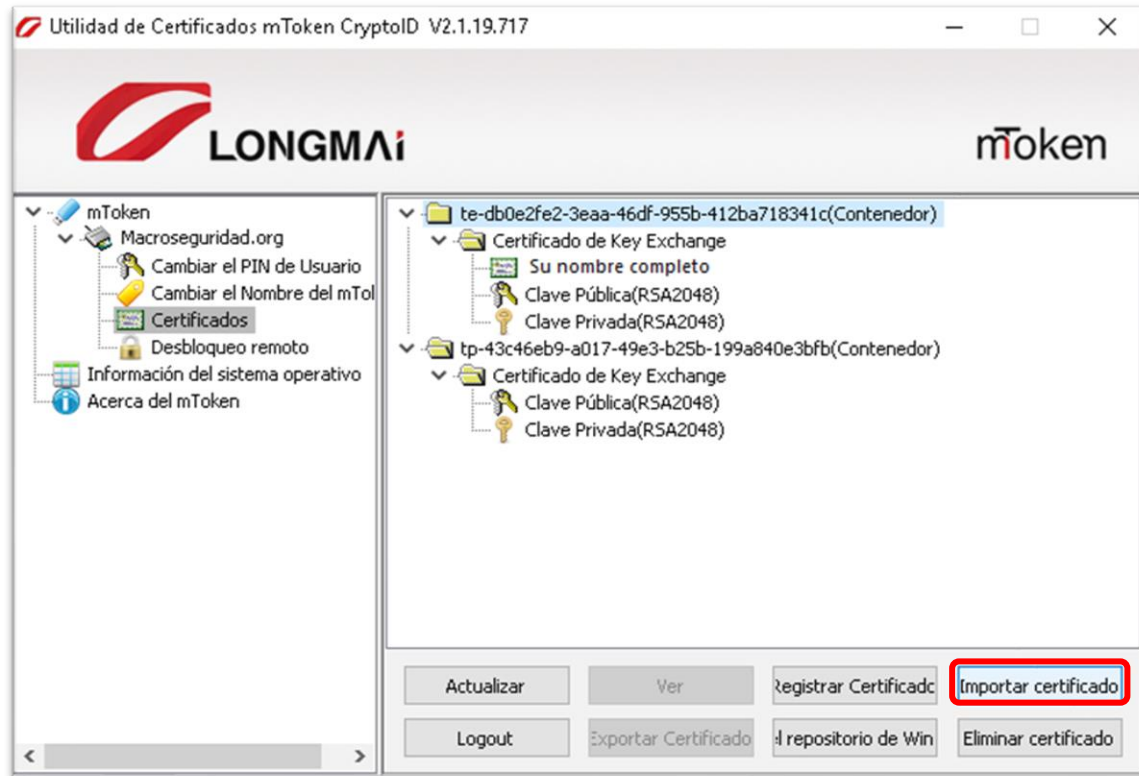 Utilidad de Certificados mToken CryptoID V2.1.19.717
LONGMAi
mToken
mToken
Macroseguridad.org
Cambiar el PIN de Usuario
Cambiar el Nombre del mTol
Certificados
Desbloqueo remoto
Información del sistema operativo
Acerca del mToken
te-db0e2fe2-3eaa-46df-955b-412ba718341c(Contenedor)
Certificado de Key Exchange
Su nombre completo
Clave Pública(RSA2048)
Clave Privada(RSA2048)
tp-43c46eb9-a017-49e3-b25b-199a840e3bfb(Contenedor)
Certificado de Key Exchange
Clave Pública(RSA2048)
Clave Privada(RSA2048)
Actualizar
Ver
Registrar Certificado
Importar certificado
Logout
Exportar Certificado
el repositorio de Win
Eliminar certificado